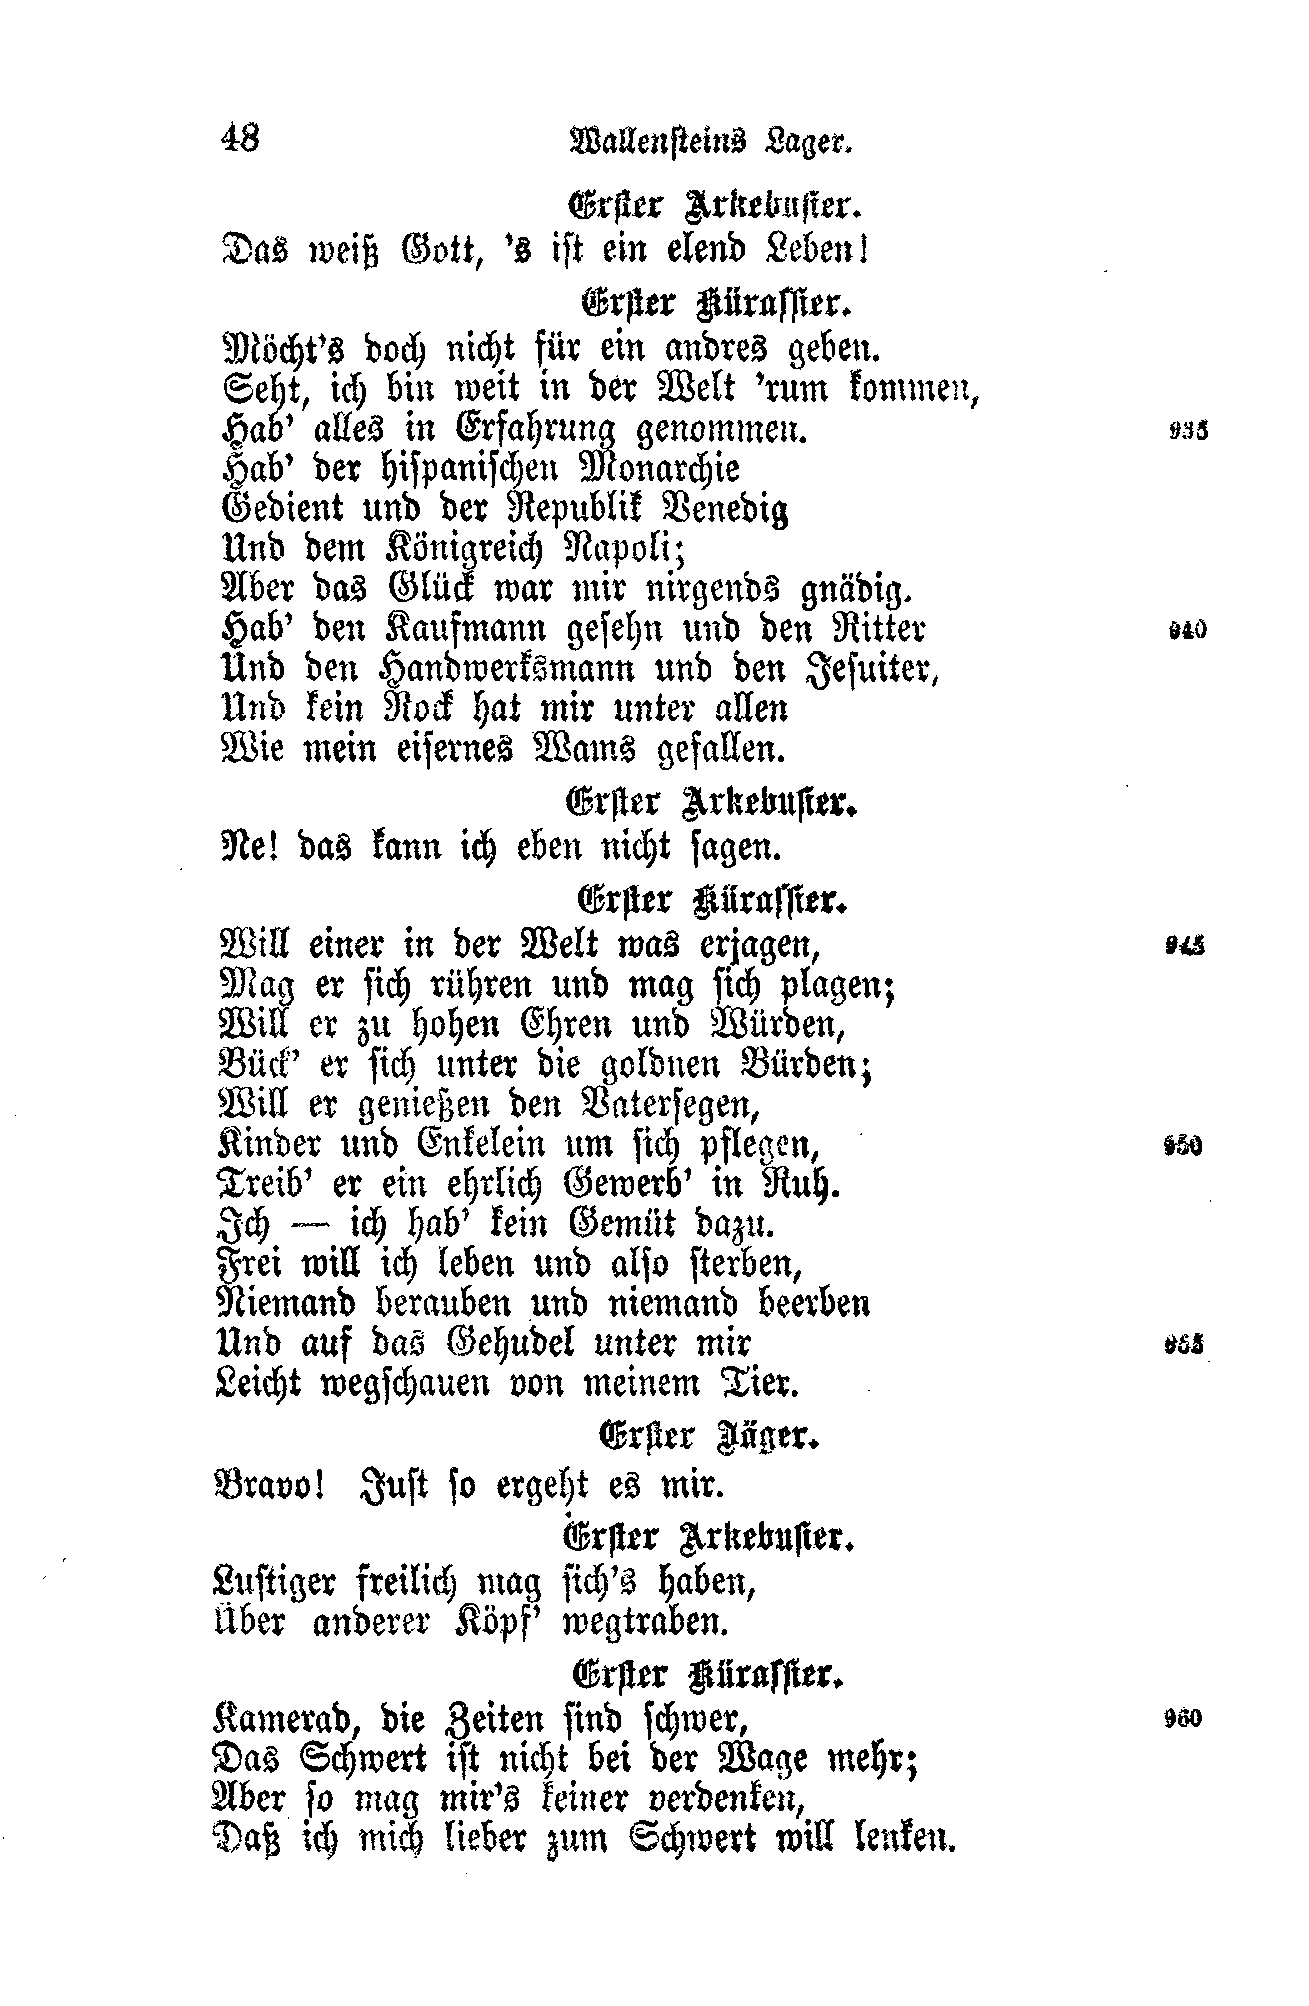 48 Wallensteins Lager.
Erster Arkebusier.
Das weiß Gott, 's ist ein elend Leben!
Erster Kürassier.
Möcht's doch nicht für ein andres geben.
Seht, ich bin weit in der Welt 'rum kommen,
Hab' alles in Erfahrung genommen. 935
Hab' der hispanischen Monarchie
Gedient und der Republik Venedig
Und dem Königreich Napoli;
Aber das Glück war mir nirgends gnädig.
Hab' den Kaufmann gesehn und den Ritter 940
Und den Handwerksmann und den Jesuiter,
Und kein Rock hat mir unter allen
Wie mein eisernes Wams gefallen.
Erster Arkebusier.
Ne! das kann ich eben nicht sagen.
Erster Kürassier.
Will einer in der Welt was erjagen, 945
Mag er sich rühren und mag sich plagen;
Will er zu hohen Ehren und Würden,
Bück' er sich unter die goldnen Bürden;
Will er genießen den Vatersegen,
Kinder und Enkelein um sich pflegen, 950
Treib' er ein ehrlich Gewerb' in Ruh.
Ich — ich hab' kein Gemüt dazu.
Frei will ich leben und also sterben,
Niemand berauben und niemand beerben
Und auf das Gehudel unter mir 955
Leicht wegschauen von meinem Tier.
Erster Jäger.
Bravo! Just so ergeht es mir.
Erster Arkebusier.
Lustiger freilich mag sich's haben,
Über anderer Köpf' wegtraben.
Erster Kürassier.
Kamerad, die Zeiten sind schwer, 960
Das Schwert ist nicht bei der Wage mehr;
Aber so mag mir's keiner verdenken,
Daß ich mich lieber zum Schwert will lenken.